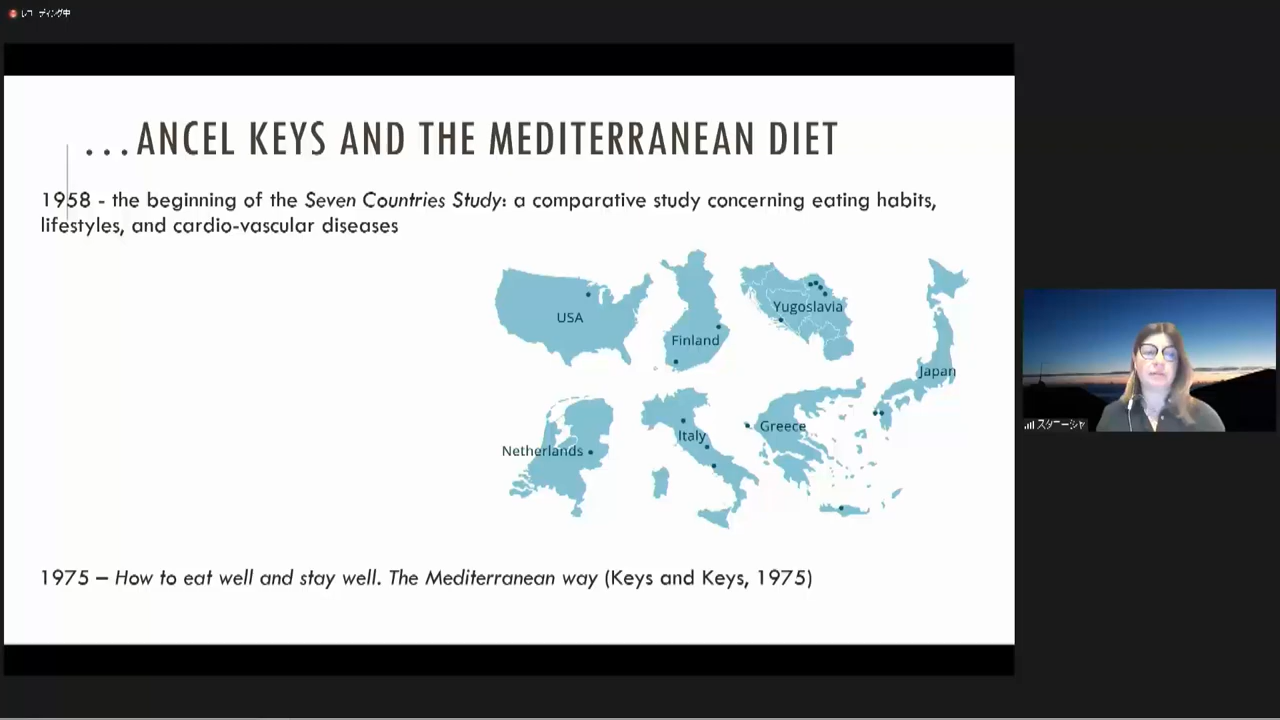 レコーディング中
...ANCEL KEYS AND THE MEDITERRANEAN DIET
1958 - the beginning of the Seven Countries Study: a comparative study concerning eating habits,
lifestyles, and cardio-vascular diseases
USA
Finland
Yugoslavia
Japan
Netherlands
Italy
Greece
1975 – How to eat well and stay well. The Mediterranean way (Keys and Keys, 1975)
スタニーシャ